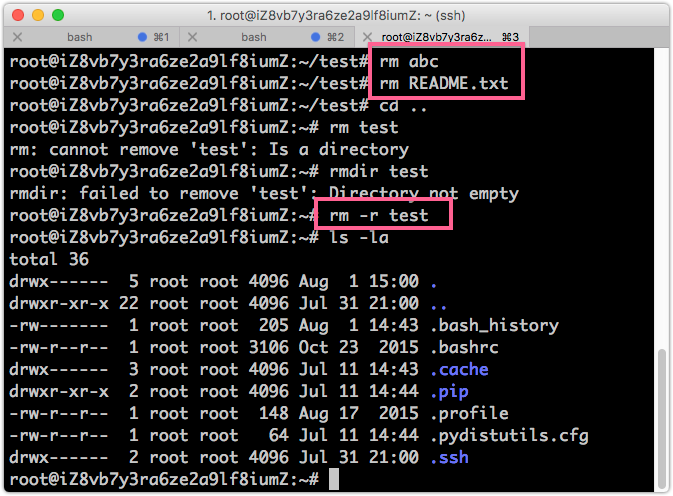 1. root@iZ8vb7y3ra6ze2a9lf8iumZ: ~ (ssh)
bash ⌘1 bash ⌘2 root@iZ8vb7y3ra6z... ⌘3
root@iZ8vb7y3ra6ze2a9lf8iumZ:~/test# rm abc
root@iZ8vb7y3ra6ze2a9lf8iumZ:~/test# rm README.txt
root@iZ8vb7y3ra6ze2a9lf8iumZ:~/test# cd ..
root@iZ8vb7y3ra6ze2a9lf8iumZ:~# rm test
rm: cannot remove 'test': Is a directory
root@iZ8vb7y3ra6ze2a9lf8iumZ:~# rmdir test
rmdir: failed to remove 'test': Directory not empty
root@iZ8vb7y3ra6ze2a9lf8iumZ:~# rm -r test
root@iZ8vb7y3ra6ze2a9lf8iumZ:~# ls -la
total 36
drwx------  5 root root 4096 Aug  1 15:00 .
drwxr-xr-x 22 root root 4096 Jul 31 21:00 ..
-rw-------  1 root root  205 Aug  1 14:43 .bash_history
-rw-r--r--  1 root root 3106 Oct 23  2015 .bashrc
drwx------  3 root root 4096 Jul 11 14:43 .cache
drwxr-xr-x  2 root root 4096 Jul 11 14:44 .pip
-rw-r--r--  1 root root  148 Aug 17  2015 .profile
-rw-r--r--  1 root root   64 Jul 11 14:44 .pydistutils.cfg
drwx------  2 root root 4096 Jul 31 21:00 .ssh
root@iZ8vb7y3ra6ze2a9lf8iumZ:~#